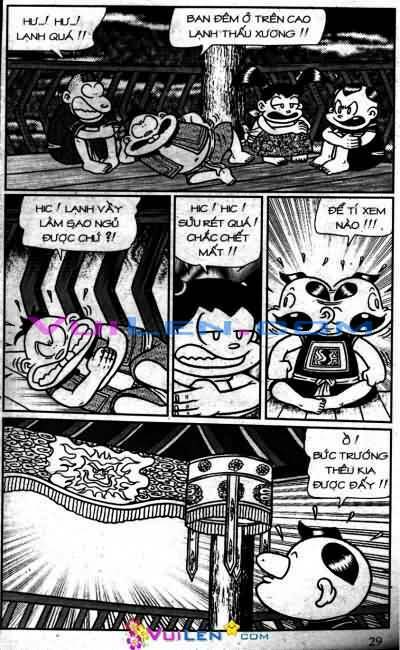 HƯ...! HƯ...!
LẠNH QUÁ !!
BAN ĐÊM Ở TRÊN CAO
LẠNH THẤU XƯƠNG !!
HIC ! LẠNH VẦY
LÀM SAO NGỦ
ĐƯỢC CHỨ ?!
HIC ! HIC !
SỬU RÉT QUÁ !
CHẮC CHẾT
MẤT !!
ĐỂ TÍ XEM
NÀO !!!
VUILEN.COM
Ồ !
BỨC TRƯỚNG
THÊU KIA
ĐƯỢC ĐẤY !!
VUILEN.COM
29